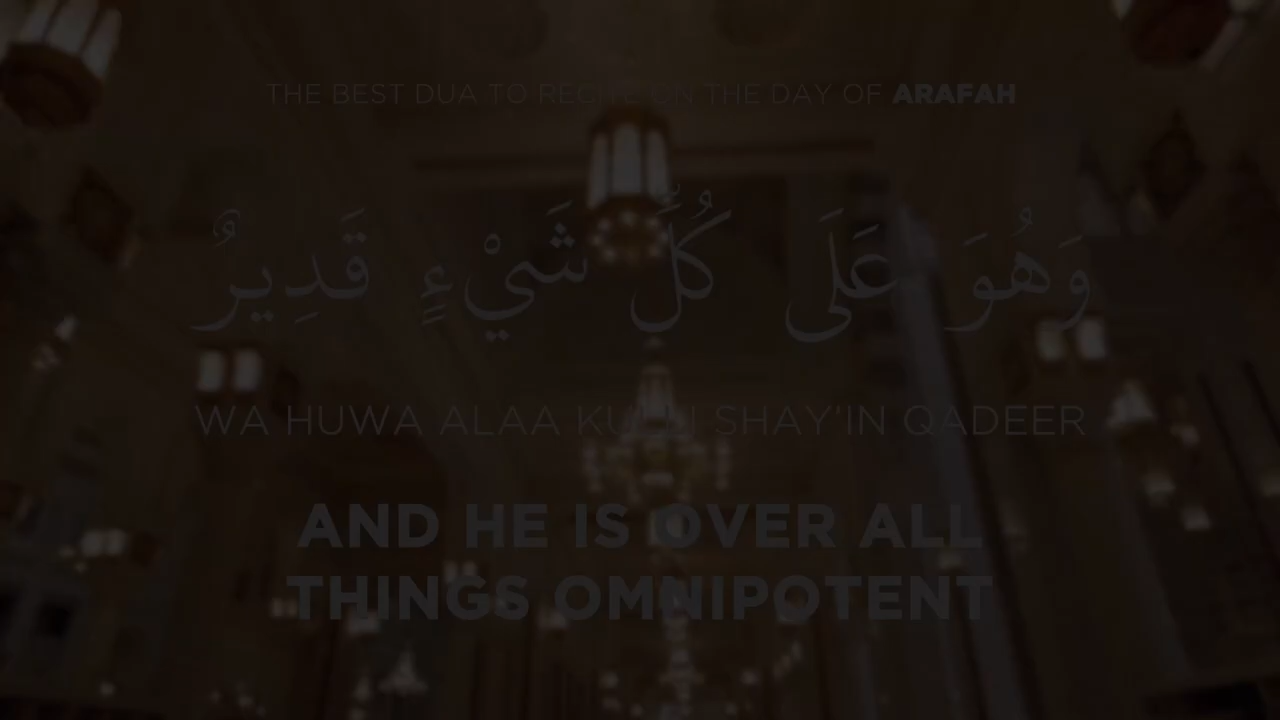 THE BEST DUA TO RECITE ON THE DAY OF ARAFAH
وَهُوَ عَلَى كُلِّ شَيْءٍ قَدِيرٌ
WA HUWA ALAA KULLI SHAY'IN QADEER
AND HE IS OVER ALL
THINGS OMNIPOTENT